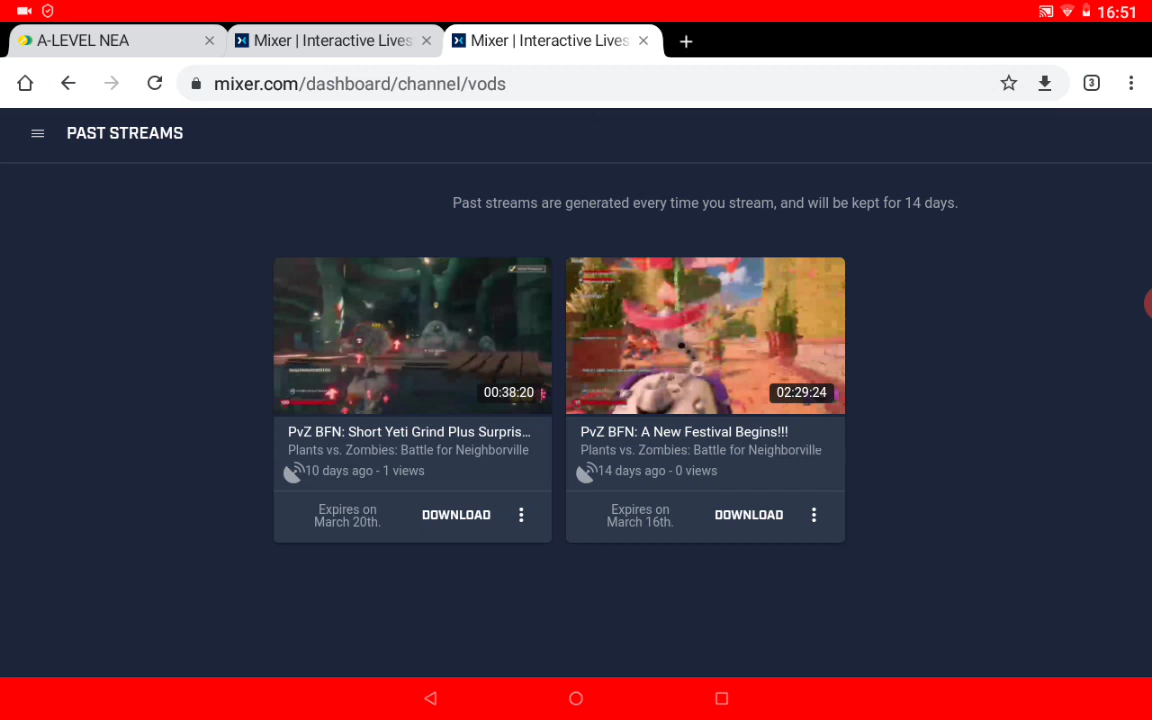 16:51
A-LEVEL NEA
Mixer | Interactive Lives
Mixer | Interactive Lives
mixer.com/dashboard/channel/vods
3
PAST STREAMS
Past streams are generated every time you stream, and will be kept for 14 days.
00:38:20
02:29:24
PvZ BFN: Short Yeti Grind Plus Surpris...
Plants vs. Zombies: Battle for Neighborville
10 days ago - 1 views
Expires on
March 20th.
DOWNLOAD
PvZ BFN: A New Festival Begins!!!
Plants vs. Zombies: Battle for Neighborville
14 days ago - 0 views
Expires on
March 16th.
DOWNLOAD